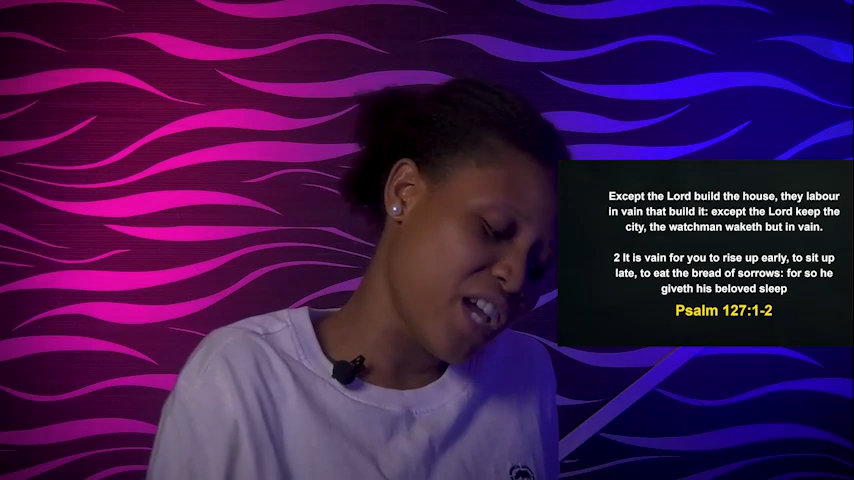 Except the Lord build the house, they labour
in vain that build it: except the Lord keep the
city, the watchman waketh but in vain.
2 It is vain for you to rise up early, to sit up
late, to eat the bread of sorrows: for so he
giveth his beloved sleep
Psalm 127:1-2